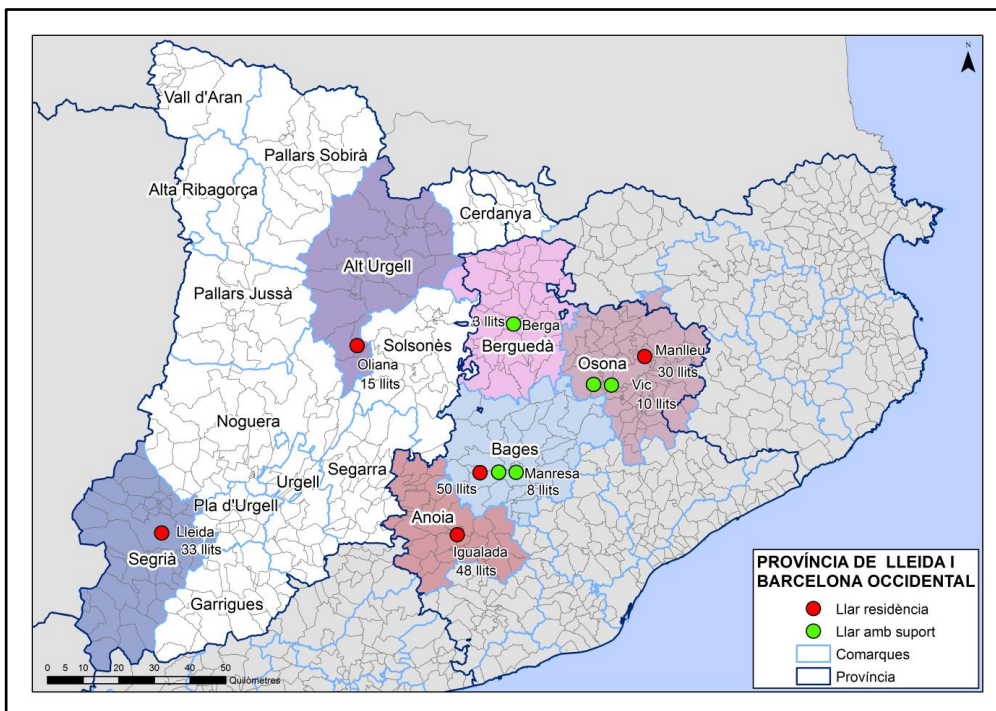 N
Vall d'Aran
Pallars Sobirà
Alta Ribagorça
Cerdanya
Alt Urgell
Pallars Jussà
3 llits
Berga
Berguedà
Solsonès
Oliana
15 llits
Manlleu
30 llits
Osona
Vic
10 llits
Noguera
Bages
Segarra
Urgell
50 llits
Manresa
8 llits
Pla d'Urgell
Anoia
Lleida
33 llits
Segrià
Igualada
48 llits
Garrigues
PROVÍNCIA DE LLEIDA I
BARCELONA OCCIDENTAL
Llar residència
Llar amb suport
Comarques
Província
0 5 10 20 30 40 50
Quilòmetres